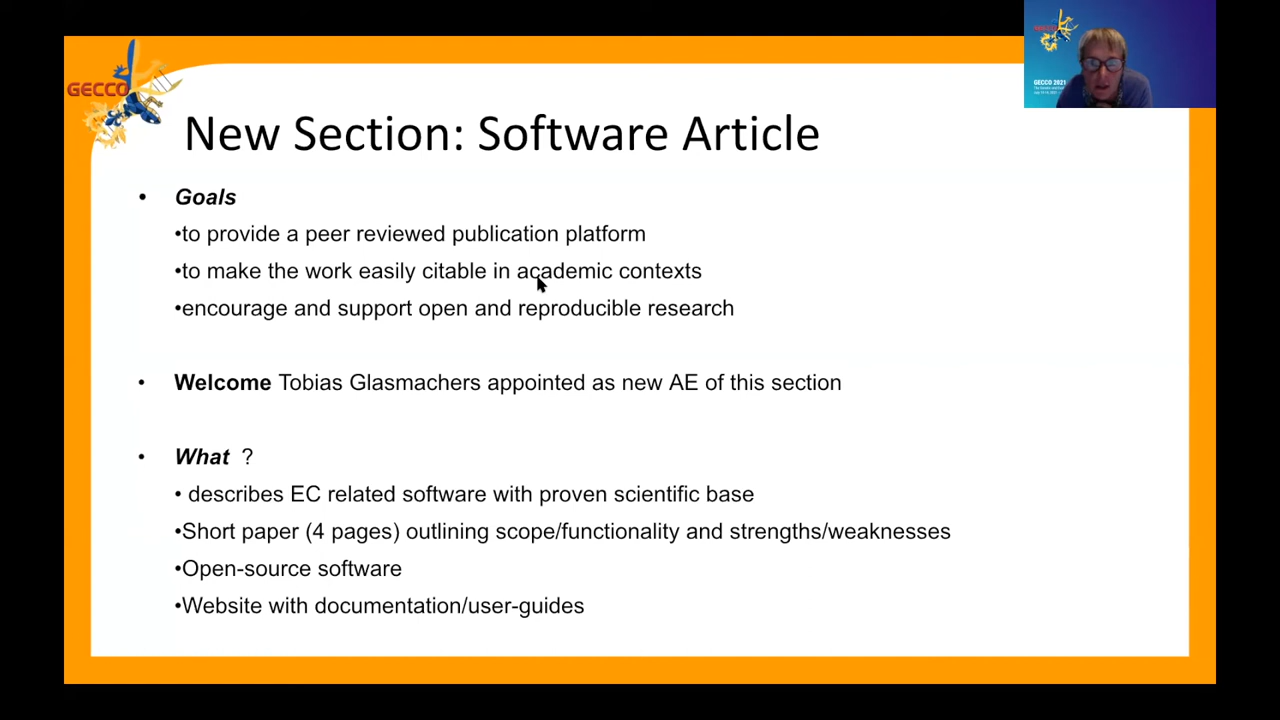 GECCO
GECCO 2021
New Section: Software Article
• Goals
•to provide a peer reviewed publication platform
•to make the work easily citable in academic contexts
•encourage and support open and reproducible research
• Welcome Tobias Glasmachers appointed as new AE of this section
• What ?
• describes EC related software with proven scientific base
•Short paper (4 pages) outlining scope/functionality and strengths/weaknesses
•Open-source software
•Website with documentation/user-guides